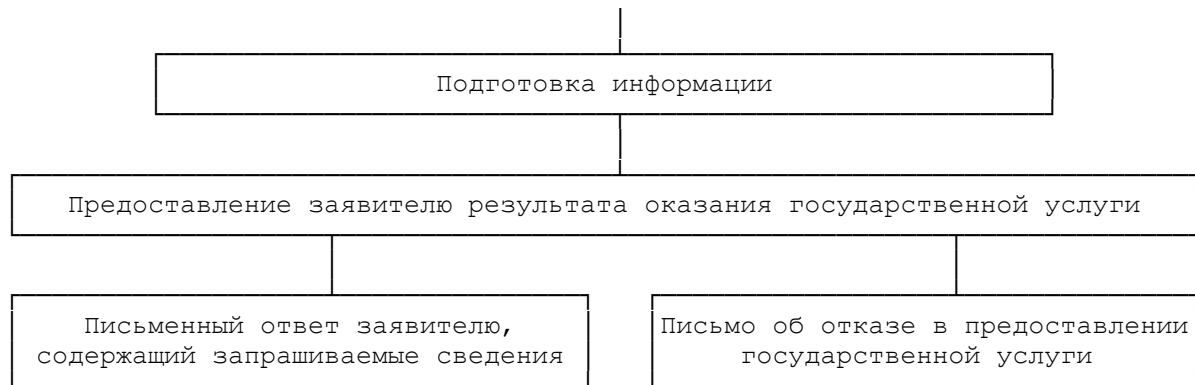 Подготовка информации
Предоставление заявителю результата оказания государственной услуги
Письменный ответ заявителю,
содержащий запрашиваемые сведения
Письмо об отказе в предоставлении
государственной услуги